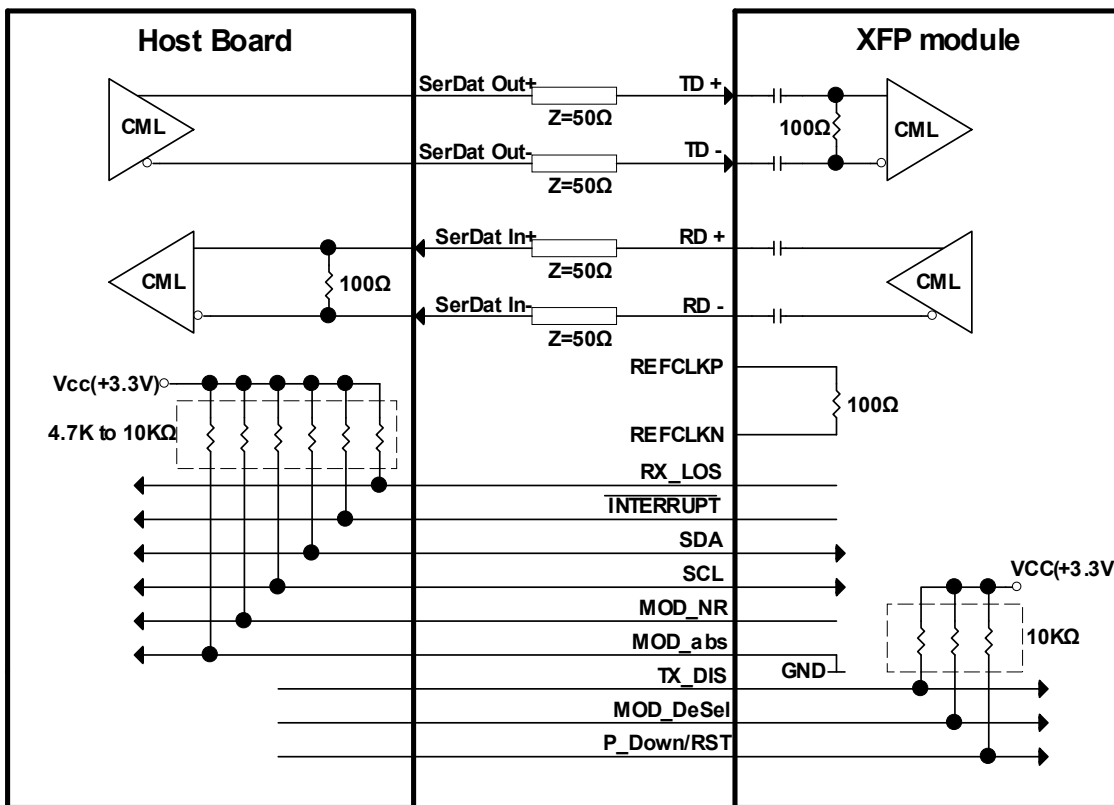 Host Board
XFP module
SerDat Out+
TD +
CML
Z=50Ω
100Ω
CML
SerDat Out-
TD -
Z=50Ω
SerDat In+
RD +
CML
100Ω
Z=50Ω
CML
SerDat In-
RD -
Z=50Ω
REFCLKP
Vcc(+3.3V)
100Ω
4.7K to 10KΩ
REFCLKN
RX_LOS
INTERRUPT
SDA
SCL
VCC(+3.3V
MOD_NR
10KΩ
MOD_abs
GND
TX_DIS
MOD_DeSel
P_Down/RST